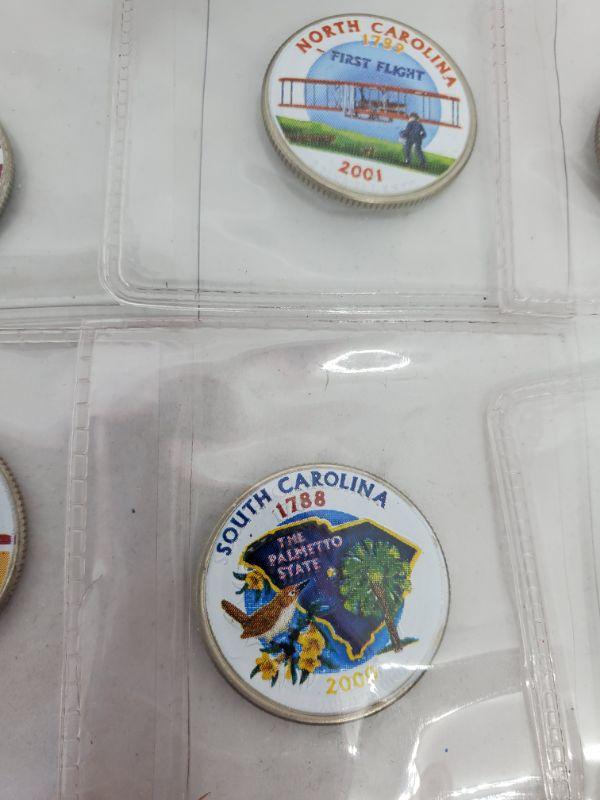 NORTH CAROLINA
1789
FIRST FLIGHT
2001
SOUTH CAROLINA
1788
THE
PALMETTO
STATE
2000